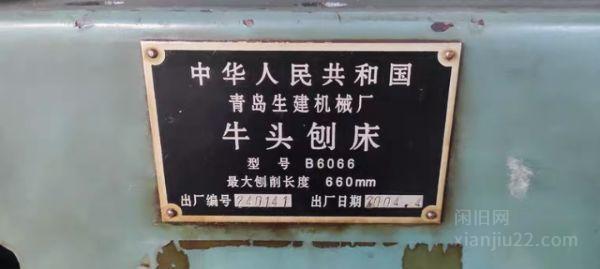 中华人民共和国
青岛生建机械厂
牛头刨床
型号 B6066
最大刨削长度 660mm
出厂编号 240141 出厂日期 2004.4
闲旧网
xianjiu22.com